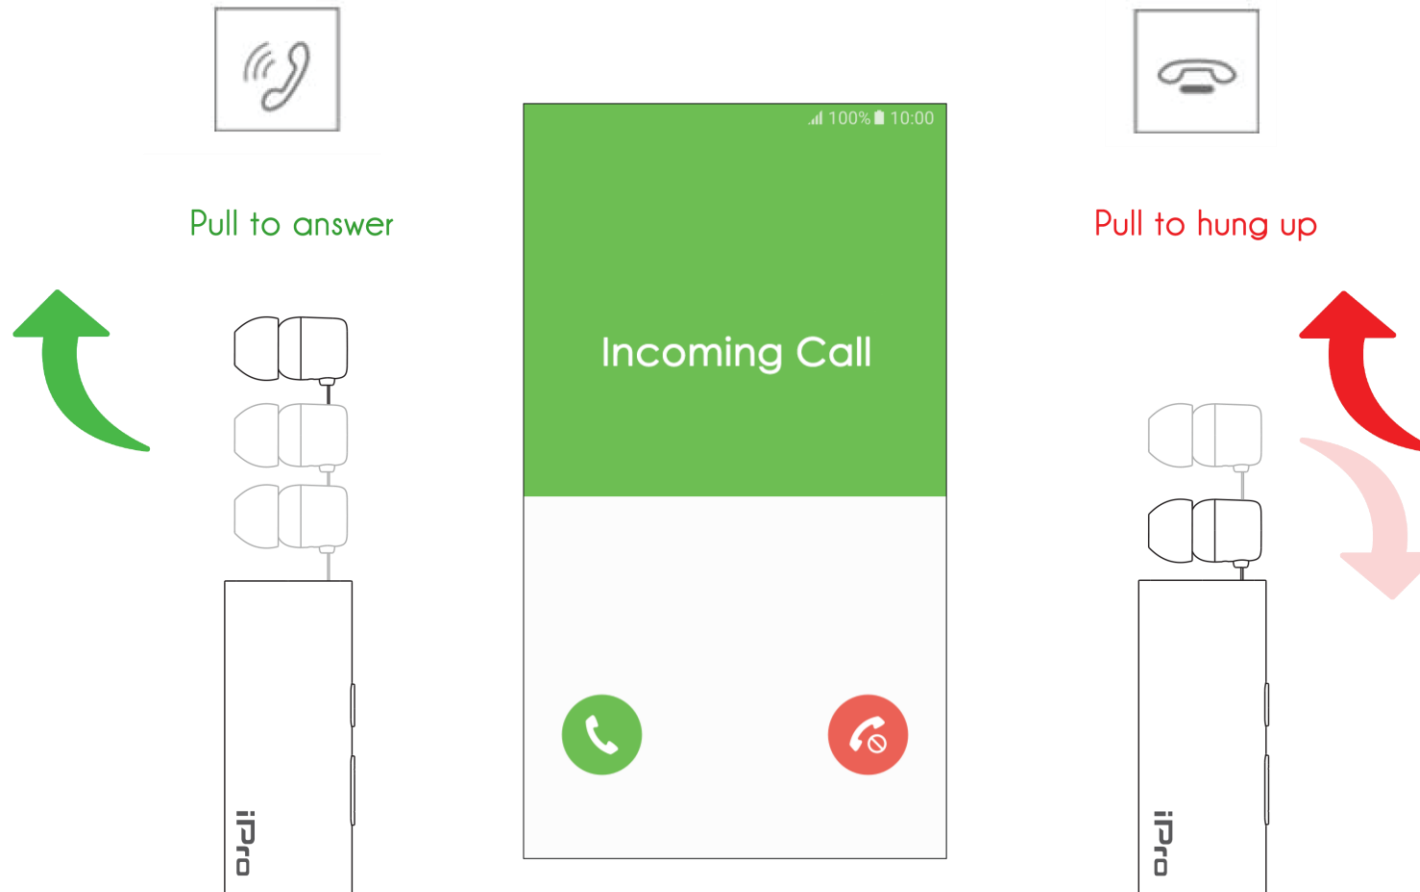 100% 10:00
Pull to answer
Pull to hung up
Incoming Call
iPro
iPro